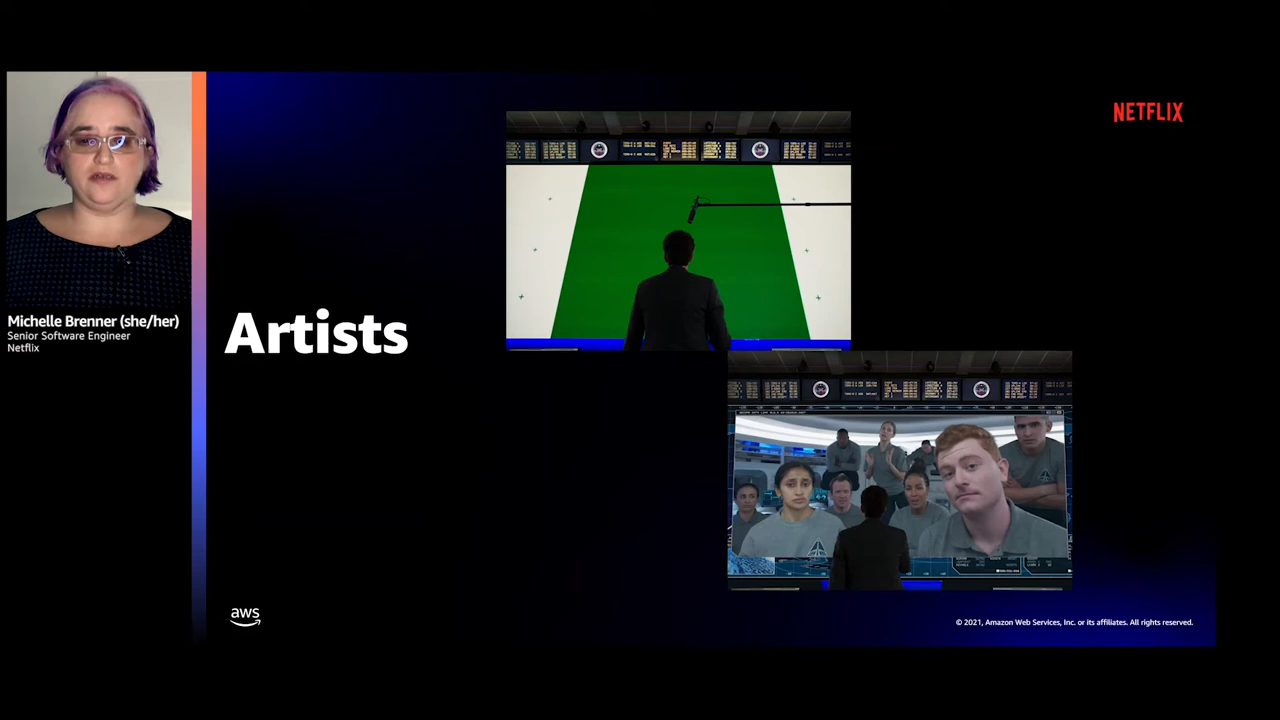 NETFLIX
Michelle Brenner (she/her)
Senior Software Engineer
Netflix
Artists
aws
© 2021, Amazon Web Services, Inc. or its affiliates. All rights reserved.